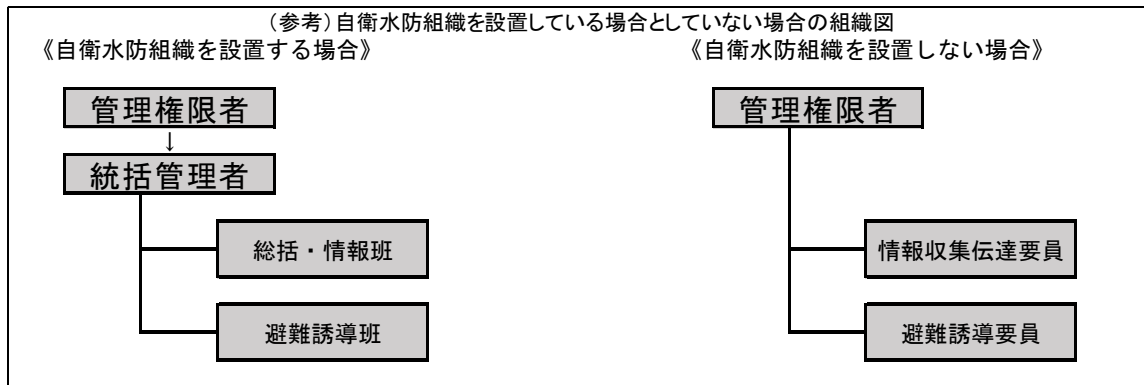 （参考）自衛水防組織を設置している場合としていない場合の組織図
《自衛水防組織を設置する場合》
管理権限者
↓
統括管理者
総括・情報班
避難誘導班
《自衛水防組織を設置しない場合》
管理権限者
情報収集伝達要員
避難誘導要員